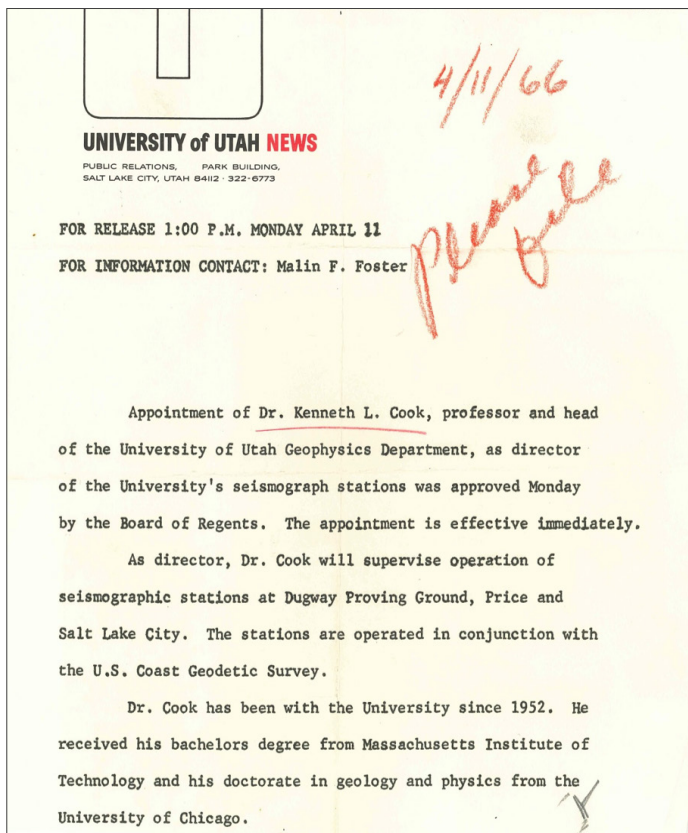 4/11/66
UNIVERSITY of UTAH NEWS
PUBLIC RELATIONS, PARK BUILDING,
SALT LAKE CITY, UTAH 84112 · 322-6773
Please
FOR RELEASE 1:00 P.M. MONDAY APRIL 11
FOR INFORMATION CONTACT: Malin F. Foster
Appointment of Dr. Kenneth L. Cook, professor and head
of the University of Utah Geophysics Department, as director
of the University's seismograph stations was approved Monday
by the Board of Regents. The appointment is effective immediately.
As director, Dr. Cook will supervise operation of
seismographic stations at Dugway Proving Ground, Price and
Salt Lake City. The stations are operated in conjunction with
the U.S. Coast Geodetic Survey.
Dr. Cook has been with the University since 1952. He
received his bachelors degree from Massachusetts Institute of
Technology and his doctorate in geology and physics from the
University of Chicago.